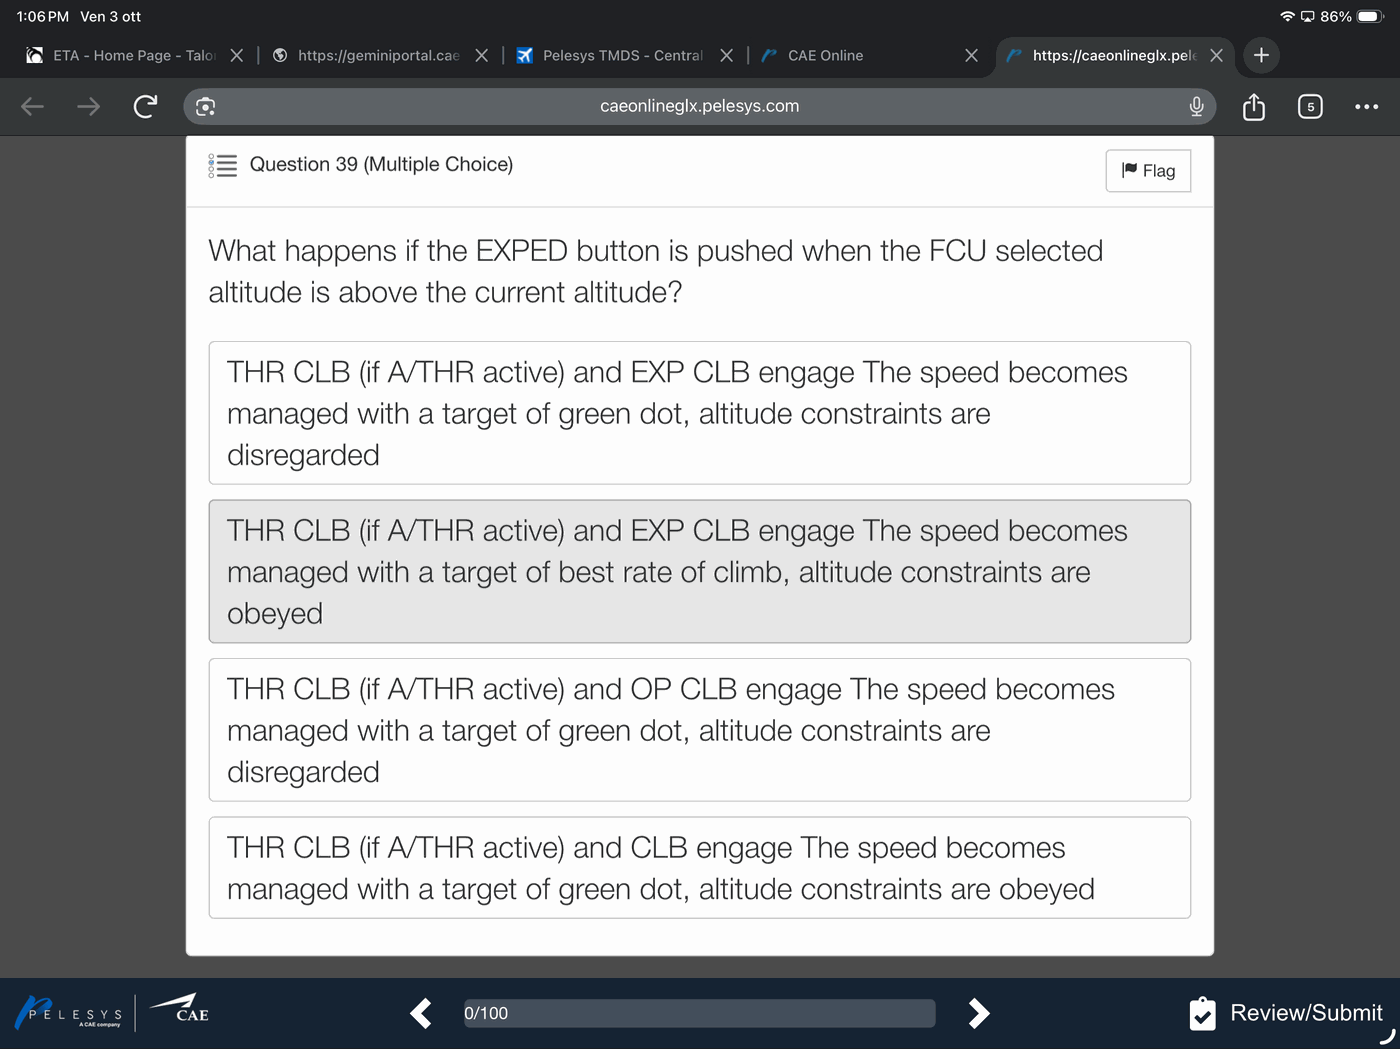 1:06 PM Ven 3 ott
86%
ETA - Home Page - Talo
https://geminiportal.cae
Pelesys TMDS - Central
CAE Online
https://caeonlineglx.pele
caeonlineglx.pelesys.com
5
Question 39 (Multiple Choice)
Flag
What happens if the EXPED button is pushed when the FCU selected
altitude is above the current altitude?
THR CLB (if A/THR active) and EXP CLB engage The speed becomes
managed with a target of green dot, altitude constraints are
disregarded
THR CLB (if A/THR active) and EXP CLB engage The speed becomes
managed with a target of best rate of climb, altitude constraints are
obeyed
THR CLB (if A/THR active) and OP CLB engage The speed becomes
managed with a target of green dot, altitude constraints are
disregarded
THR CLB (if A/THR active) and CLB engage The speed becomes
managed with a target of green dot, altitude constraints are obeyed
PELESYS
A CAE company
CAE
0/100
Review/Submit